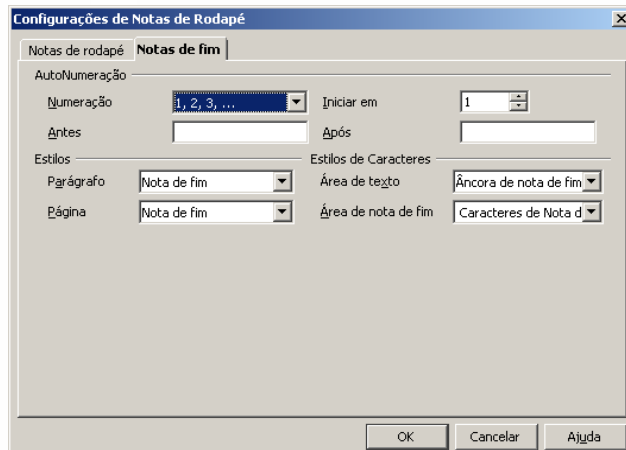 Configurações de Notas de Rodapé
Notas de rodapé Notas de fim
AutoNumeração
Numeração 1, 2, 3, ... Iniciar em 1
Antes Após
Estilos Estilos de Caracteres
Parágrafo Nota de fim Área de texto Âncora de nota de fim
Página Nota de fim Área de nota de fim Caracteres de Nota d
OK Cancelar Ajuda